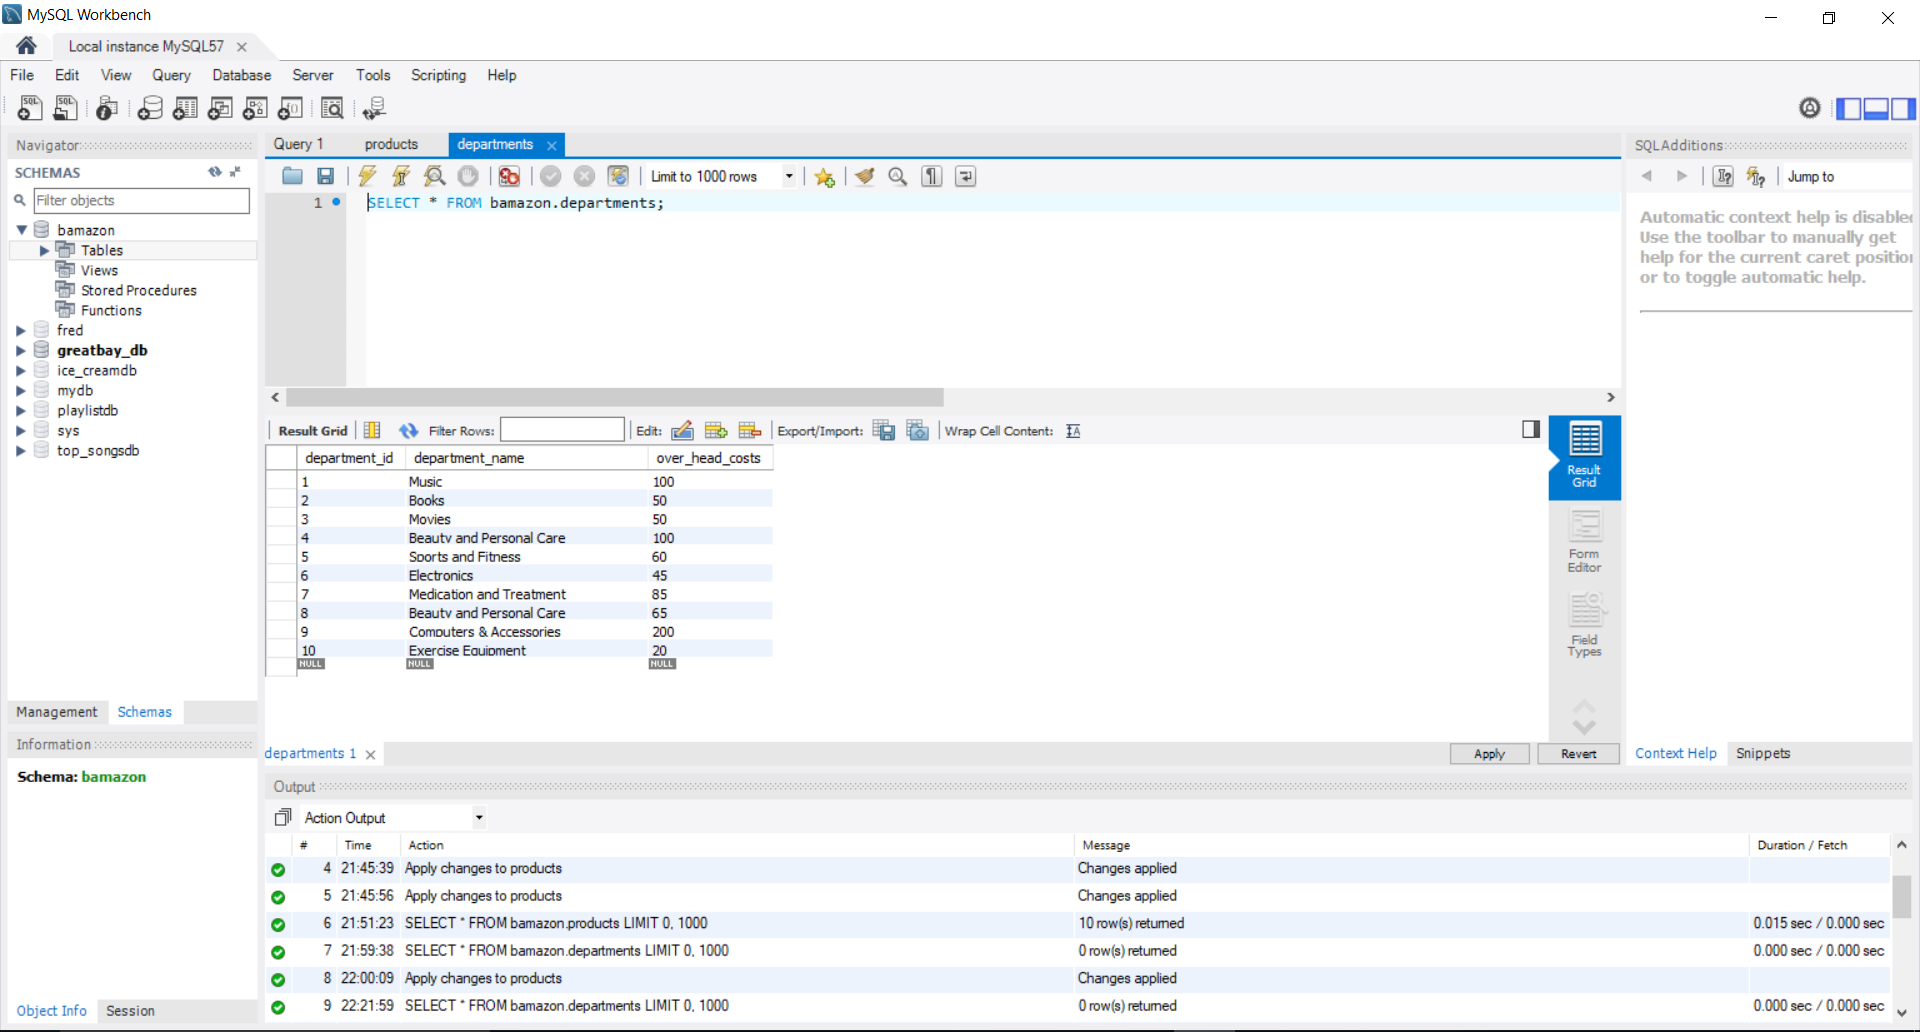 MySQL Workbench
Local instance MySQL57
File Edit View Query Database Server Tools Scripting Help
Navigator
SCHEMAS
Filter objects
bamazon
Tables
Views
Stored Procedures
Functions
fred
greatbay_db
ice_creamdb
mydb
playlistdb
sys
top_songsdb
Management Schemas
Information
Schema: bamazon
Object Info Session
Query 1 products departments
Limit to 1000 rows
1 SELECT * FROM bamazon.departments;
Result Grid Filter Rows: Edit: Export/Import: Wrap Cell Content:
department_id department_name over_head_costs
1 Music 100
2 Books 50
3 Movies 50
4 Beauty and Personal Care 100
5 Sports and Fitness 60
6 Electronics 45
7 Medication and Treatment 85
8 Beauty and Personal Care 65
9 Computers & Accessories 200
10 Exercise Equipment 20
NULL NULL NULL
Result
Grid
Form
Editor
Field
Types
departments 1
Apply Revert
SQLAdditions
Jump to
Automatic context help is disabled
Use the toolbar to manually get
help for the current caret position
or to toggle automatic help.
Context Help Snippets
Output
Action Output
# Time Action Message Duration / Fetch
4 21:45:39 Apply changes to products Changes applied
5 21:45:56 Apply changes to products Changes applied
6 21:51:23 SELECT * FROM bamazon.products LIMIT 0, 1000 10 row(s) returned 0.015 sec / 0.000 sec
7 21:59:38 SELECT * FROM bamazon.departments LIMIT 0, 1000 0 row(s) returned 0.000 sec / 0.000 sec
8 22:00:09 Apply changes to products Changes applied
9 22:21:59 SELECT * FROM bamazon.departments LIMIT 0, 1000 0 row(s) returned 0.000 sec / 0.000 sec